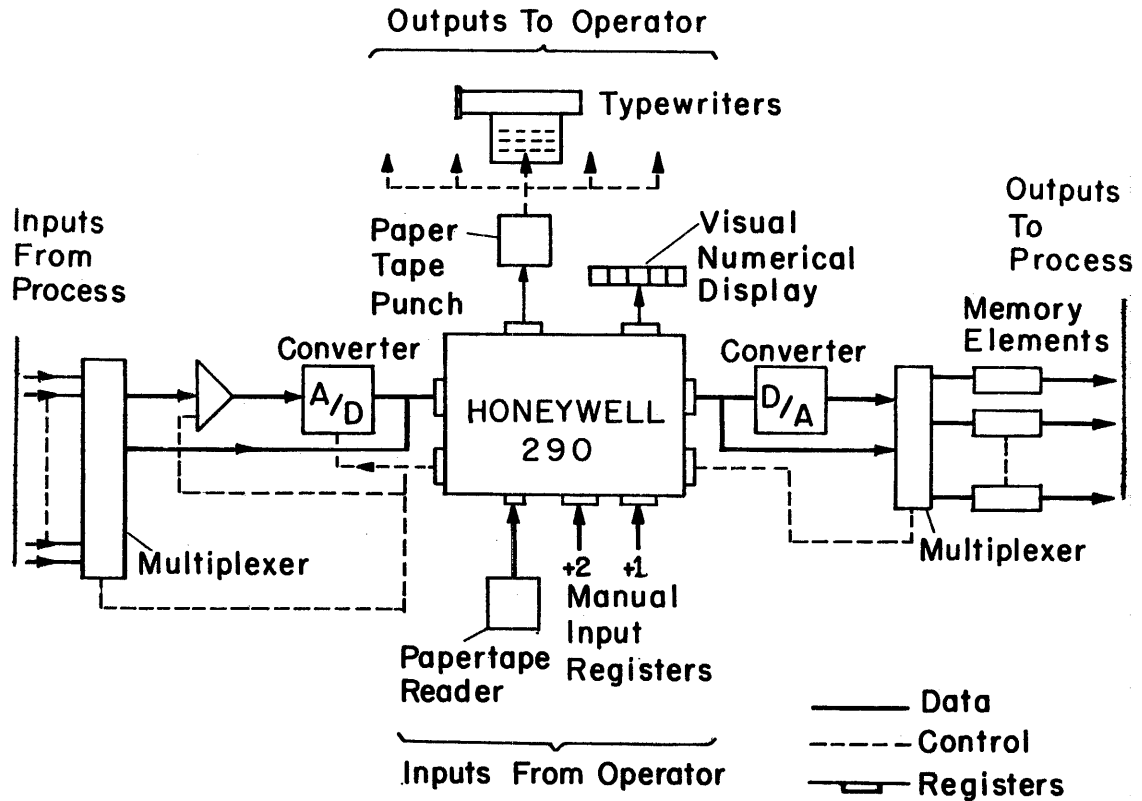 Outputs To Operator
Typewriters
Inputs
From
Process
Paper
Tape
Punch
Visual
Numerical
Display
Outputs
To
Process
Converter
Converter
Memory
Elements
A/D
HONEYWELL
290
D/A
Multiplexer
Multiplexer
+2 +1
Manual
Input
Registers
Papertape
Reader
Data
Control
Registers
Inputs From Operator